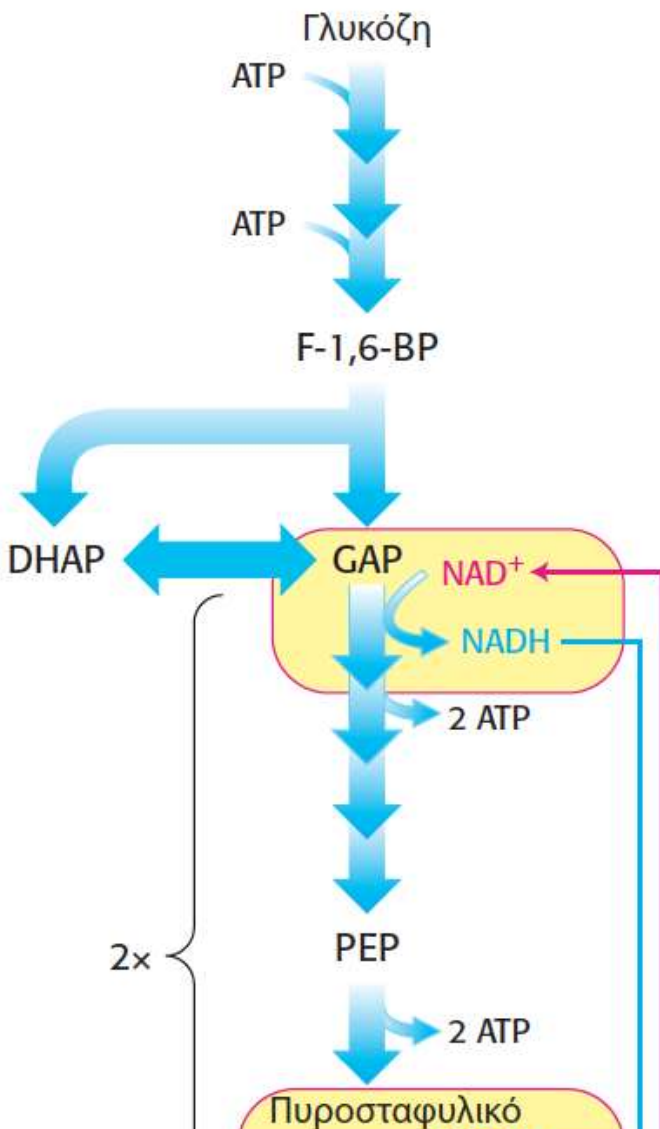 Γλυκόζη
ATP
ATP
F-1,6-BP
DHAP
GAP
NAD⁺
NADH
2 ATP
PEP
2×
2 ATP
Πυροσταφυλικό